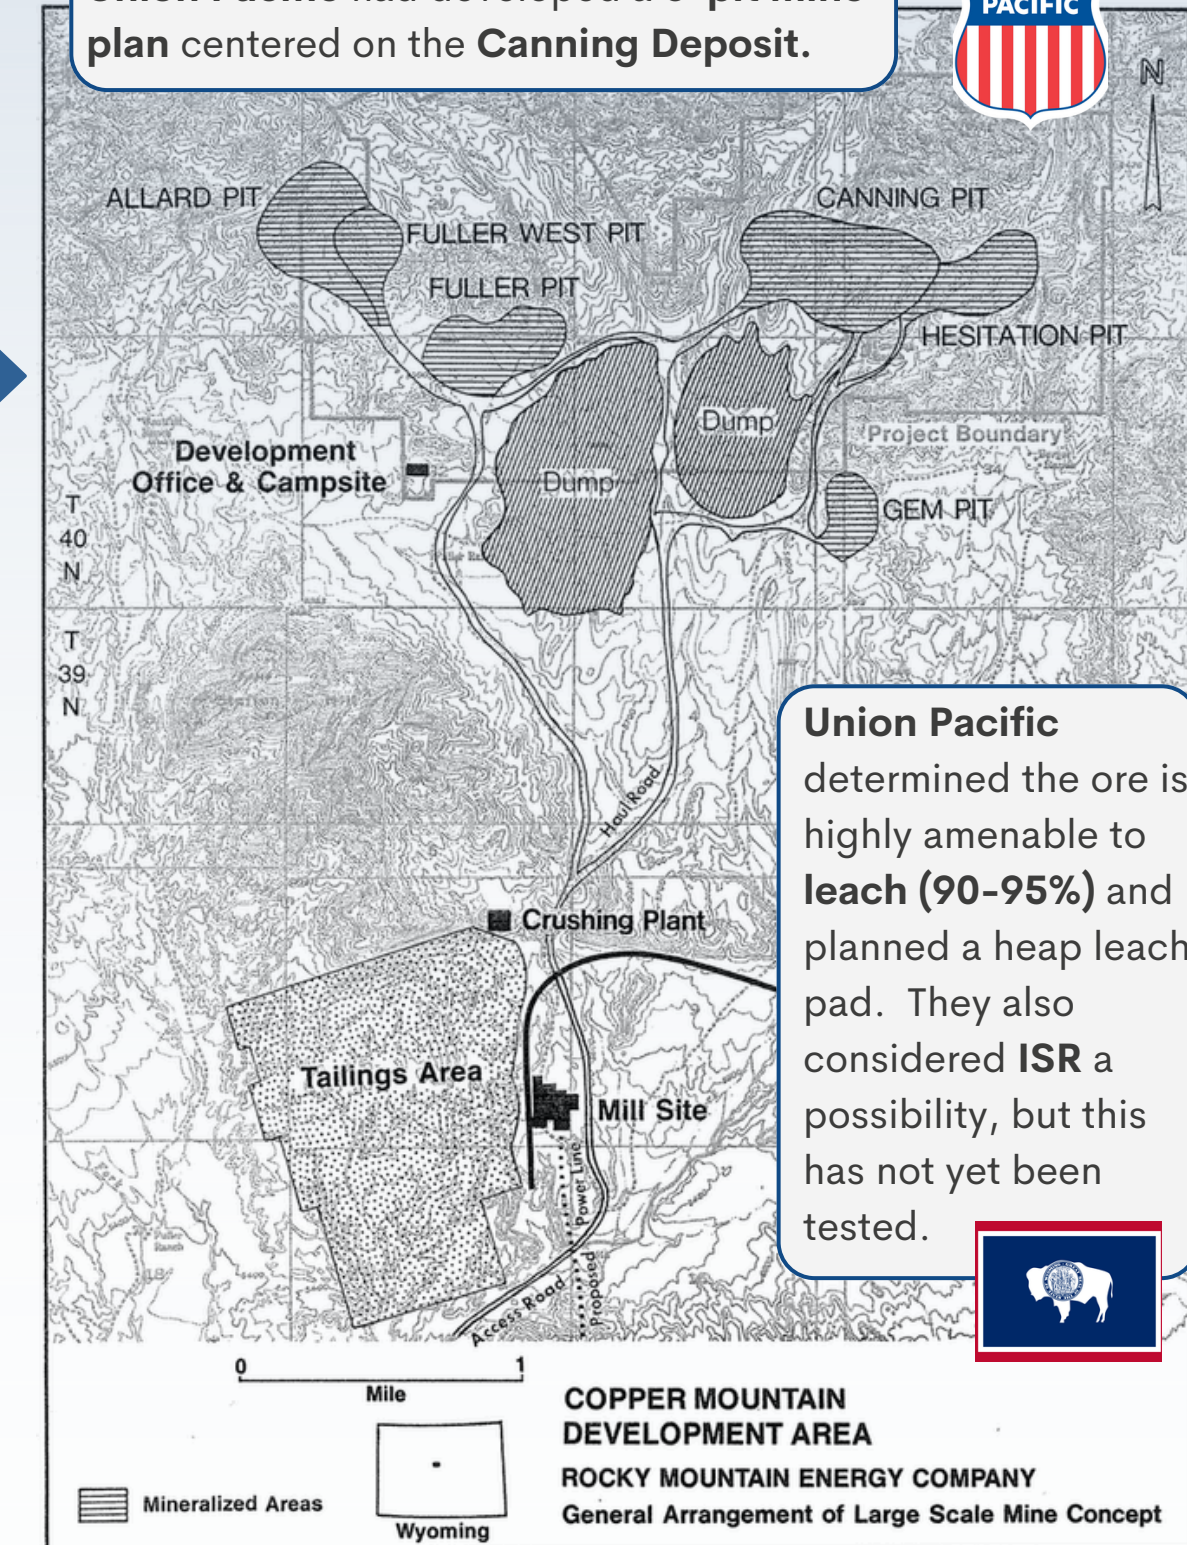 plan centered on the Canning Deposit.
PACIFIC
N
ALLARD PIT
CANNING PIT
FULLER WEST PIT
FULLER PIT
HESITATION PIT
Dump
Project Boundary
34
Development
Office & Campsite
Dump
GEM PIT
T
40
N
T
39
N
Union Pacific
determined the ore is
highly amenable to
leach (90-95%) and
planned a heap leach
pad. They also
considered ISR a
possibility, but this
has not yet been
tested.
Haul Road
Crushing Plant
Tailings Area
Mill Site
Power Line
Proposed
Access Road
0 1
Mile
COPPER MOUNTAIN
DEVELOPMENT AREA
ROCKY MOUNTAIN ENERGY COMPANY
General Arrangement of Large Scale Mine Concept
Mineralized Areas
Wyoming